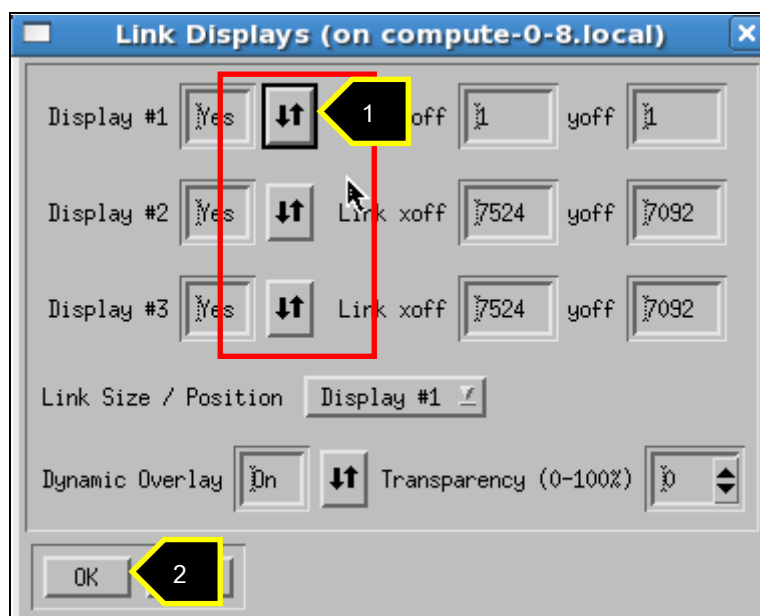 Link Displays (on compute-0-8.local)
Display #1 Yes 1 off 1 yoff 1
Display #2 Yes Link xoff 7524 yoff 7092
Display #3 Yes Link xoff 7524 yoff 7092
Link Size / Position Display #1
Dynamic Overlay On Transparency (0-100%) 0
OK 2